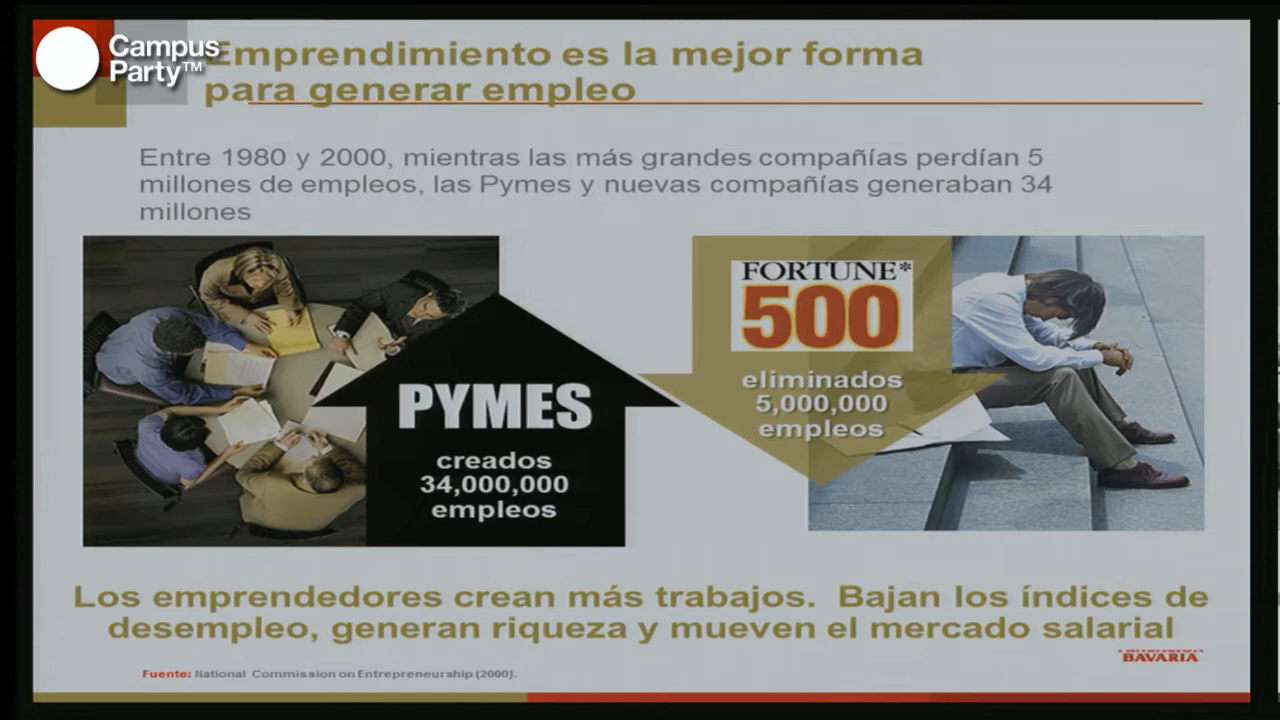 Campus
Party™
Emprendimiento es la mejor forma
para generar empleo
Entre 1980 y 2000, mientras las más grandes compañías perdían 5
millones de empleos, las Pymes y nuevas compañías generaban 34
millones
FORTUNE*
500
eliminados
5,000,000
empleos
PYMES
creados
34,000,000
empleos
Los emprendedores crean más trabajos. Bajan los índices de
desempleo, generan riqueza y mueven el mercado salarial
BAVARIA
Fuente: National Commission on Entrepreneurship (2000).